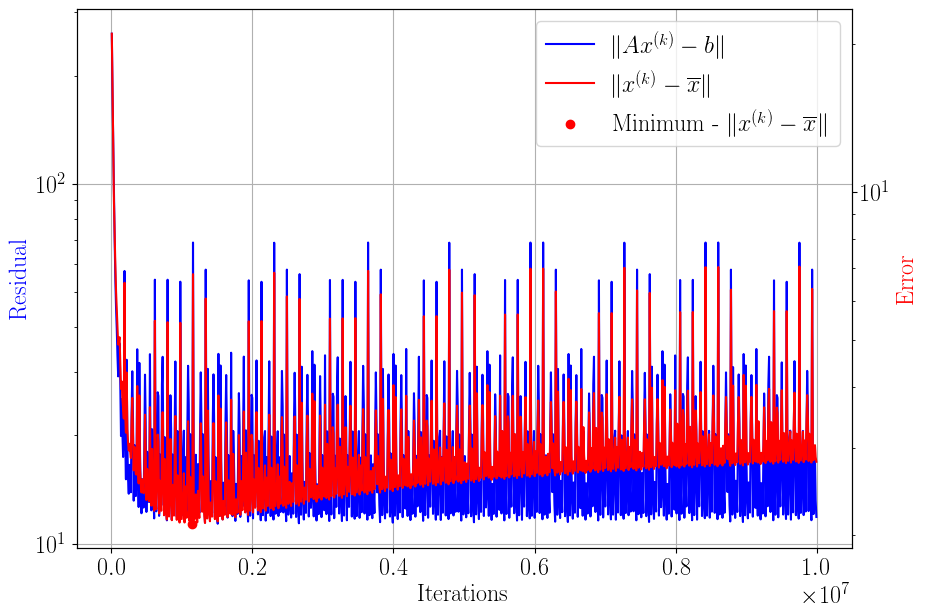 ‖Ax^{(k)} − b‖
‖x^{(k)} − x̅‖
Minimum - ‖x^{(k)} − x̅‖
10^2
10^1
10^1
Residual
Error
0.0 0.2 0.4 0.6 0.8 1.0
Iterations
×10^7